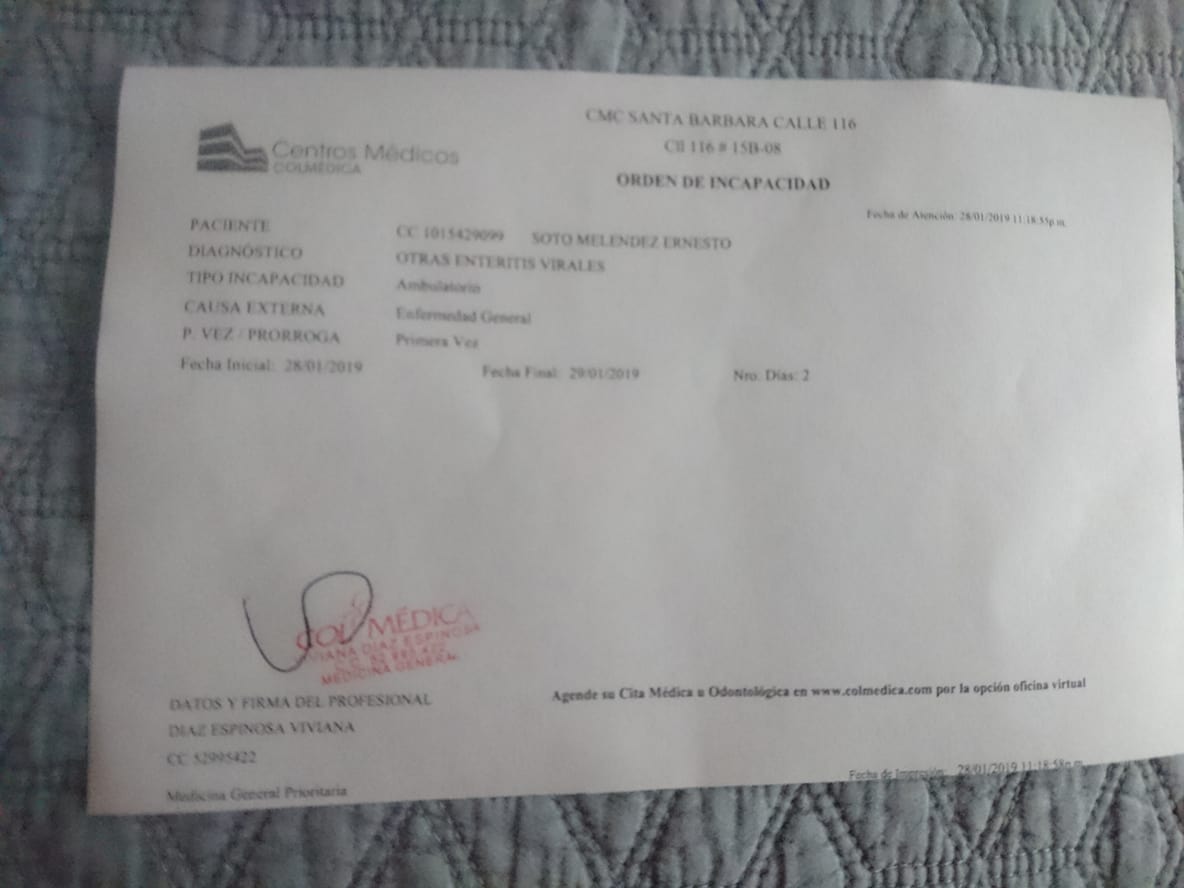 Centros Médicos
COLMÉDICA
CMC SANTA BARBARA CALLE 116
Cll 116 # 15B-08
ORDEN DE INCAPACIDAD
Fecha de Atención: 28/01/2019 11:18:55p.m.
PACIENTE CC 1015429099 SOTO MELENDEZ ERNESTO
DIAGNÓSTICO OTRAS ENTERITIS VIRALES
TIPO INCAPACIDAD Ambulatorio
CAUSA EXTERNA Enfermedad General
P. VEZ / PRORROGA Primera Vez
Fecha Inicial: 28/01/2019 Fecha Final: 29/01/2019 Nro. Días: 2
COLMÉDICA
VIVIANA DIAZ ESPINOSA
C.C.
MEDICINA GENERAL
DATOS Y FIRMA DEL PROFESIONAL
DIAZ ESPINOSA VIVIANA
CC 52995422
Medicina General Prioritaria
Agende su Cita Médica u Odontológica en www.colmedica.com por la opción oficina virtual
Fecha de Impresión: 28/01/2019 11:18:58p.m.